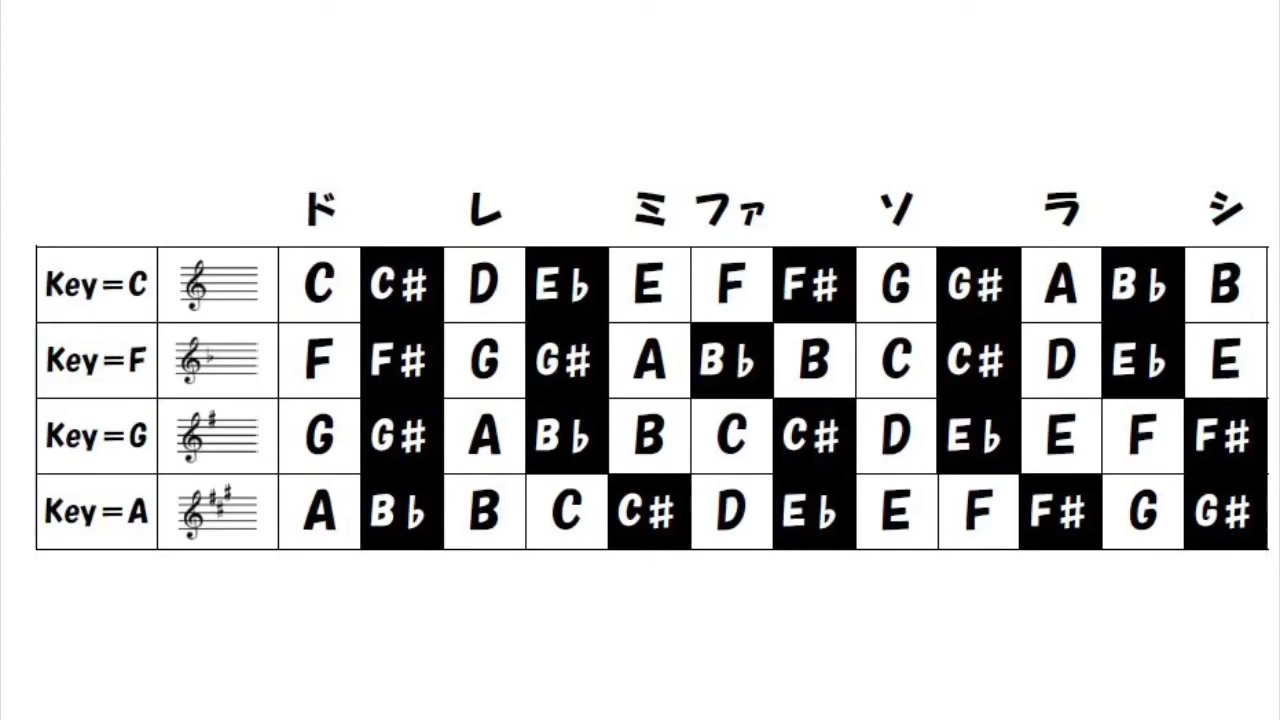 ド レ ミ ファ ソ ラ シ
Key=C C C# D E♭ E F F# G G# A B♭ B
Key=F F F# G G# A B♭ B C C# D E♭ E
Key=G G G# A B♭ B C C# D E♭ E F F#
Key=A A B♭ B C C# D E♭ E F F# G G#